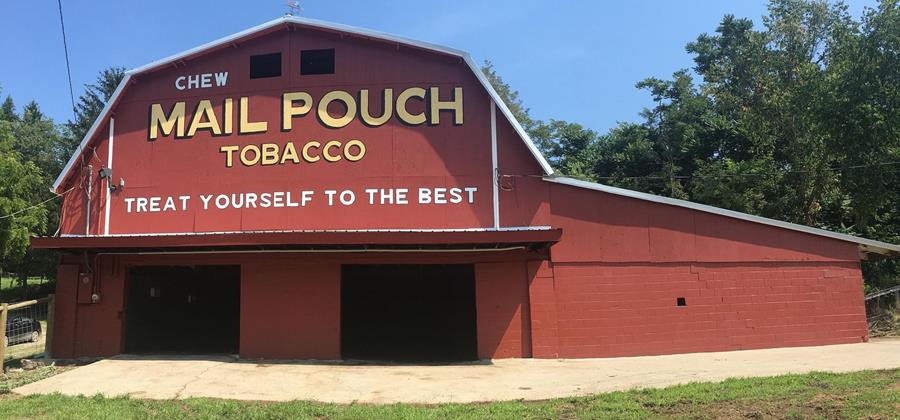 CHEW
MAIL POUCH
TOBACCO
TREAT YOURSELF TO THE BEST